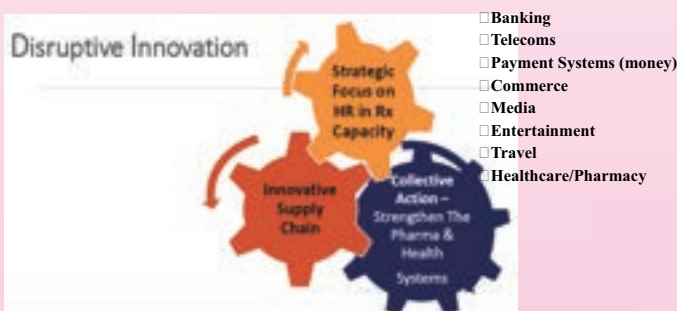 Disruptive Innovation
Strategic
Focus on
HR in Rx
Capacity
Innovative
Supply
Chain
Collective
Action –
Strengthen The
Pharma &
Health
Systems
□Banking
□Telecoms
□Payment Systems (money)
□Commerce
□Media
□Entertainment
□Travel
□Healthcare/Pharmacy